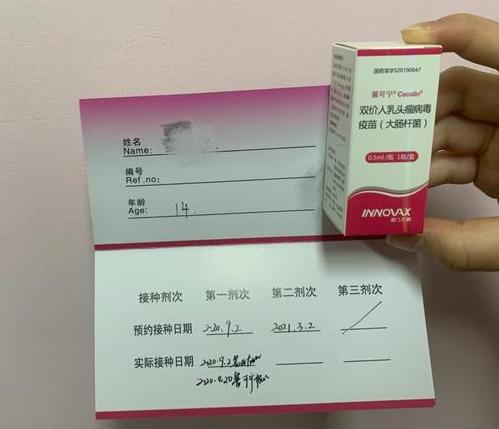 国药准字S20190047
馨可宁® Cecolin®
双价人乳头瘤病毒
疫苗（大肠杆菌）
0.5ml/瓶 1瓶/盒
INNOVAX
姓名
Name:
编号
Ref.no:
年龄
Age: 14.
接种剂次 第一剂次 第二剂次 第三剂次
预约接种日期 2020.9.2 2021.3.2
实际接种日期 2020.9.2